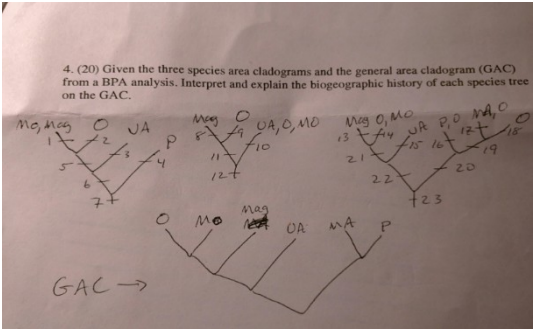 4. (20) Given the three species area cladograms and the general area cladogram (GAC)
from a BPA analysis. Interpret and explain the biogeographic history of each species tree
on the GAC.
Mo, Mag O UA P
1 2 3 4
5
6
7
Mag O UA, O, MO
8 9 10
11
12
Mag O, MO UA P, O MA, O O
13 14 15 16 17 18
21 19
22 20
23
O Mo Mag UA MA P
GAC →